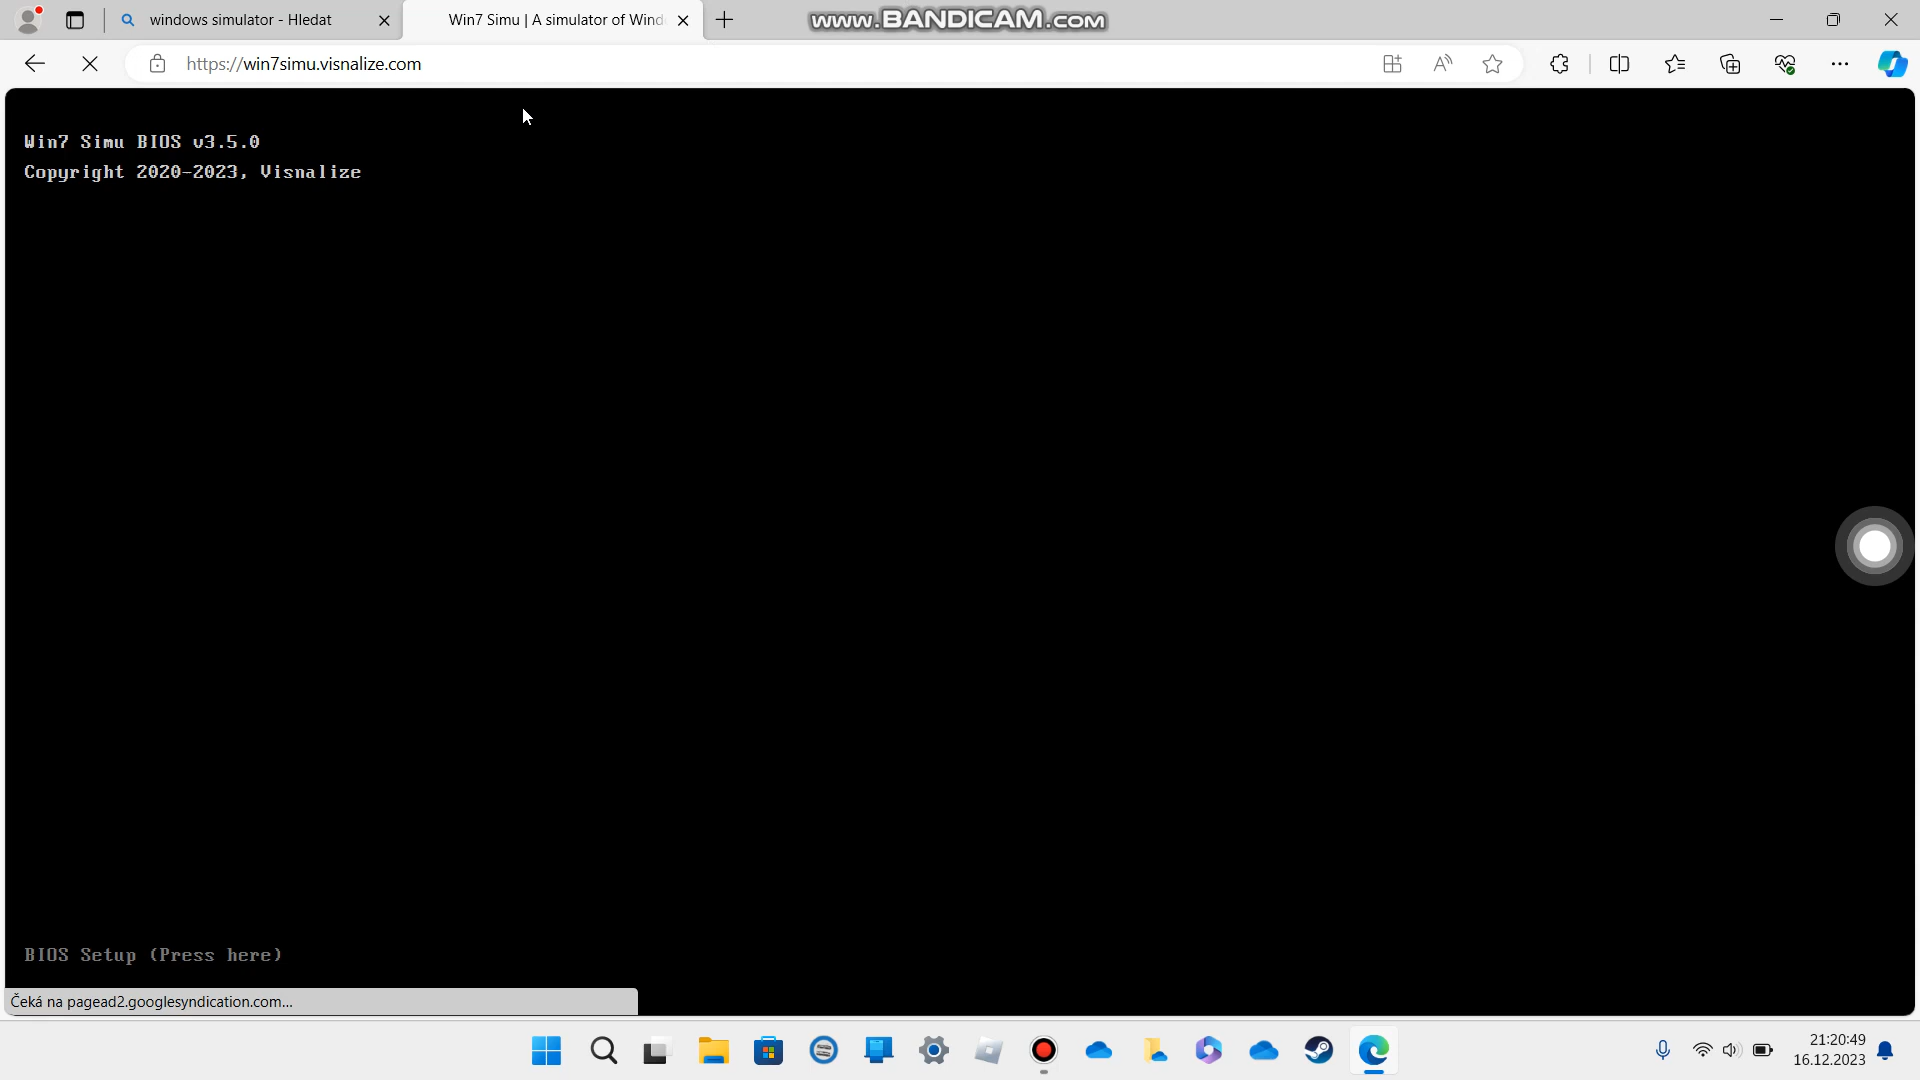 windows simulator - Hledat
Win7 Simu | A simulator of Wind
www.BANDICAM.com
https://win7simu.visnalize.com
Win7 Simu BIOS v3.5.0
Copyright 2020-2023, Visnalize
BIOS Setup (Press here)
Čeká na pagead2.googlesyndication.com...
21:20:49
16.12.2023